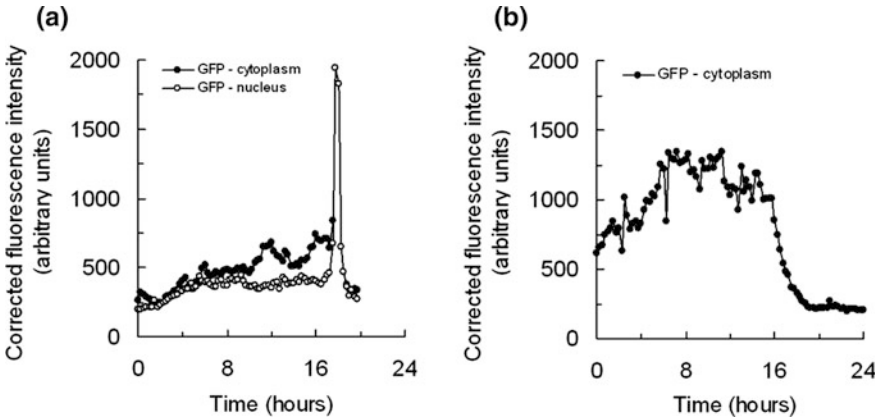 (a)
Corrected fluorescence intensity
(arbitrary units)
2000
1500
1000
500
0
GFP - cytoplasm
GFP - nucleus
0 8 16 24
Time (hours)
(b)
Corrected fluorescence intensity
(arbitrary units)
2000
1500
1000
500
0
GFP - cytoplasm
0 8 16 24
Time (hours)